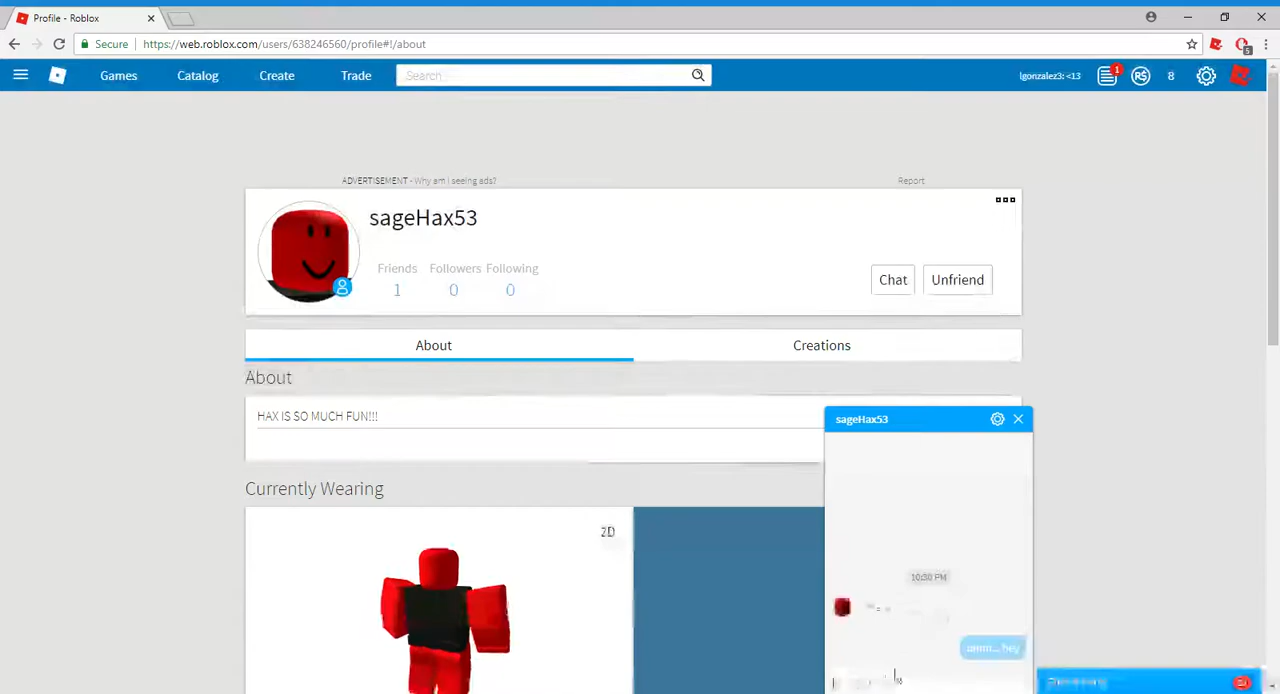 Profile - Roblox
Secure
https://web.roblox.com/users/638246560/profile#!/about
5
Games
Catalog
Create
Trade
Search
lgonzalez3: <13
1
R$
8
ADVERTISEMENT - Why am I seeing ads?
Report
sageHax53
Friends
Followers
Following
1
0
0
Chat
Unfriend
About
Creations
About
HAX IS SO MUCH FUN!!!
Currently Wearing
2D
sageHax53
10:30 PM
hey